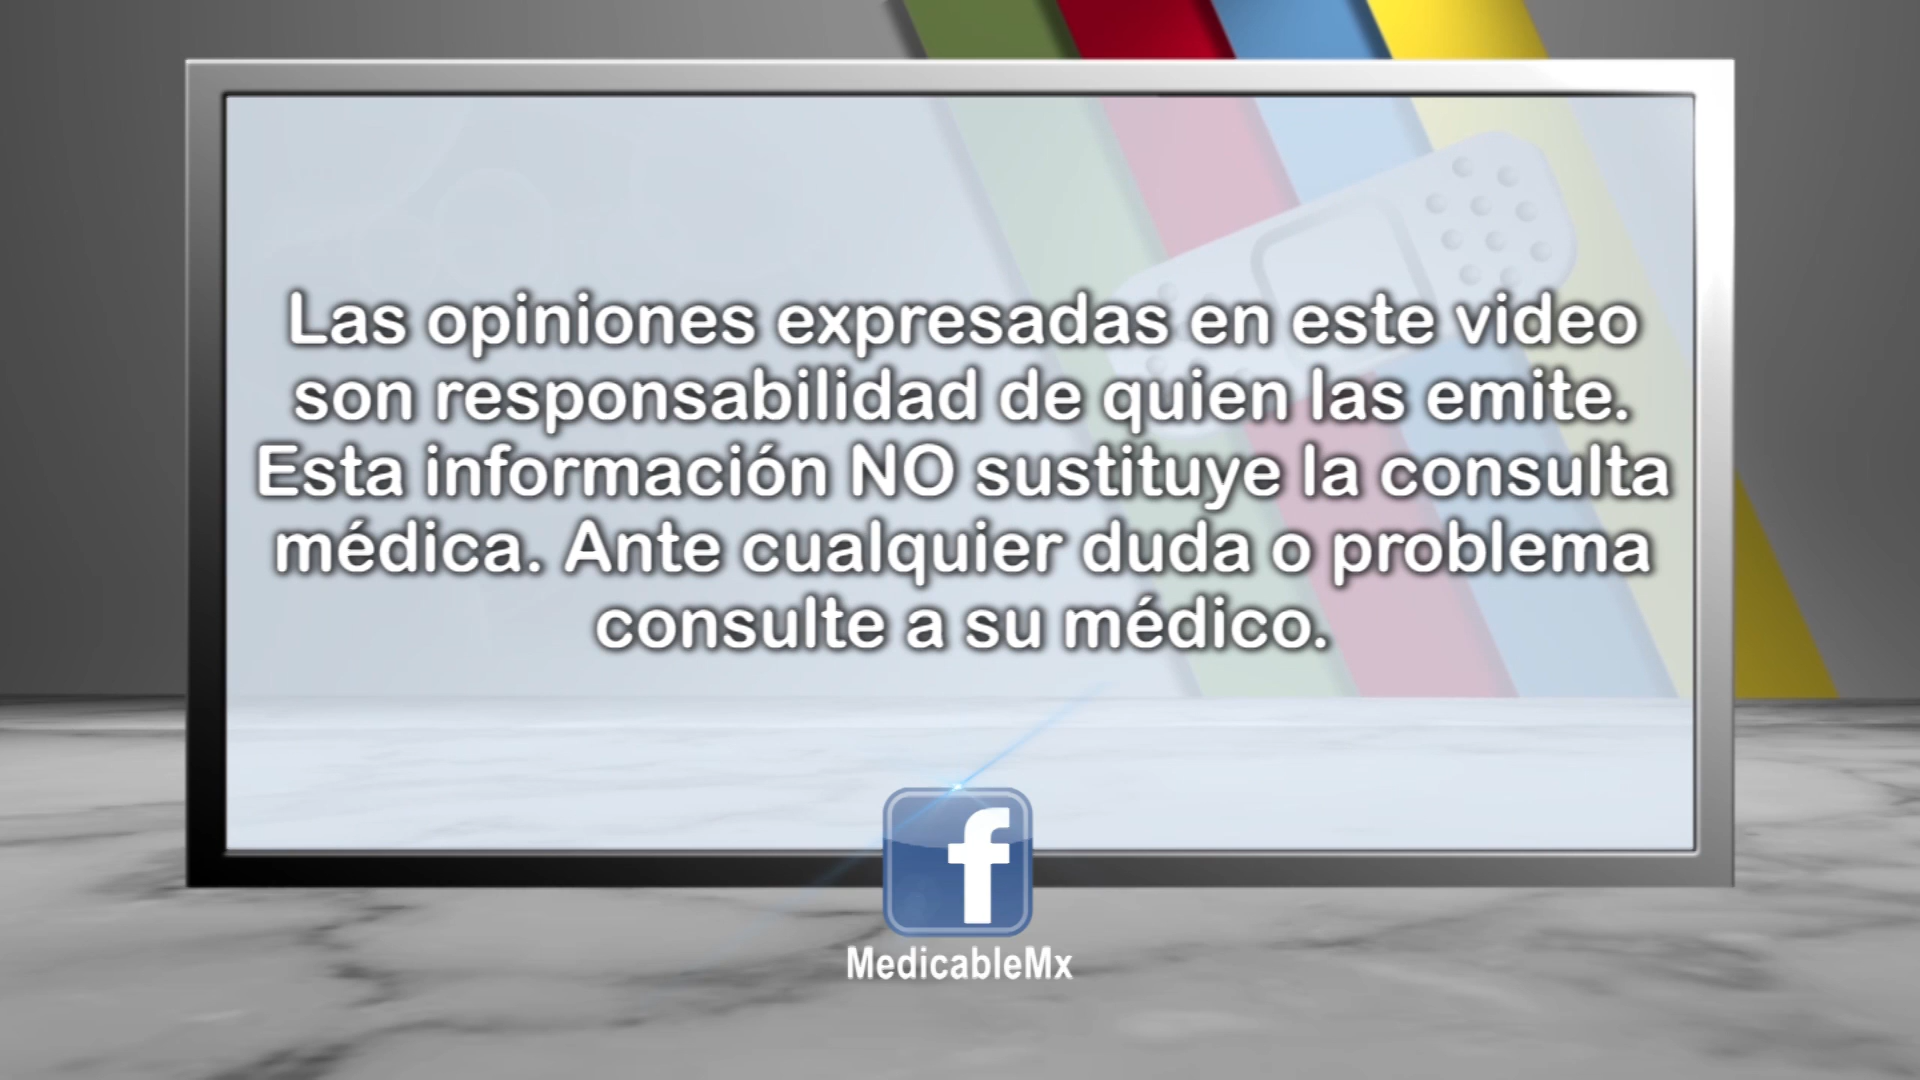 Las opiniones expresadas en este video
son responsabilidad de quien las emite.
Esta información NO sustituye la consulta
médica. Ante cualquier duda o problema
consulte a su médico.
f
MedicableMx